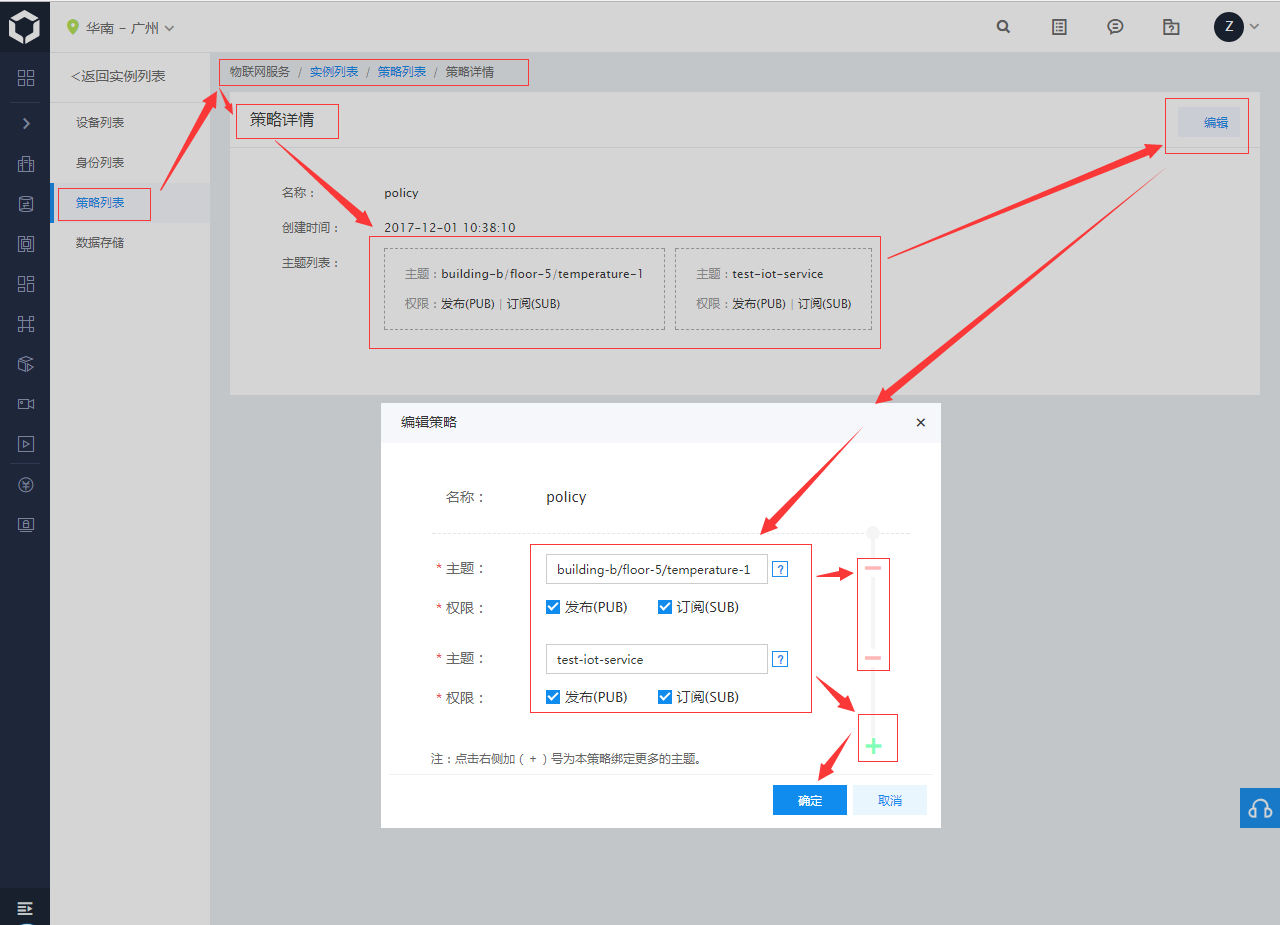 华南 - 广州
Z
<返回实例列表
设备列表
身份列表
策略列表
数据存储
物联网服务 / 实例列表 / 策略列表 / 策略详情
策略详情
编辑
名称： policy
创建时间： 2017-12-01 10:38:10
主题列表：
主题：building-b/floor-5/temperature-1
权限：发布(PUB) | 订阅(SUB)
主题：test-iot-service
权限：发布(PUB) | 订阅(SUB)
编辑策略 ×
名称： policy
* 主题： building-b/floor-5/temperature-1 ?
* 权限： 发布(PUB) 订阅(SUB)
* 主题： test-iot-service ?
* 权限： 发布(PUB) 订阅(SUB)
注：点击右侧加（ + ）号为本策略绑定更多的主题。
确定 取消